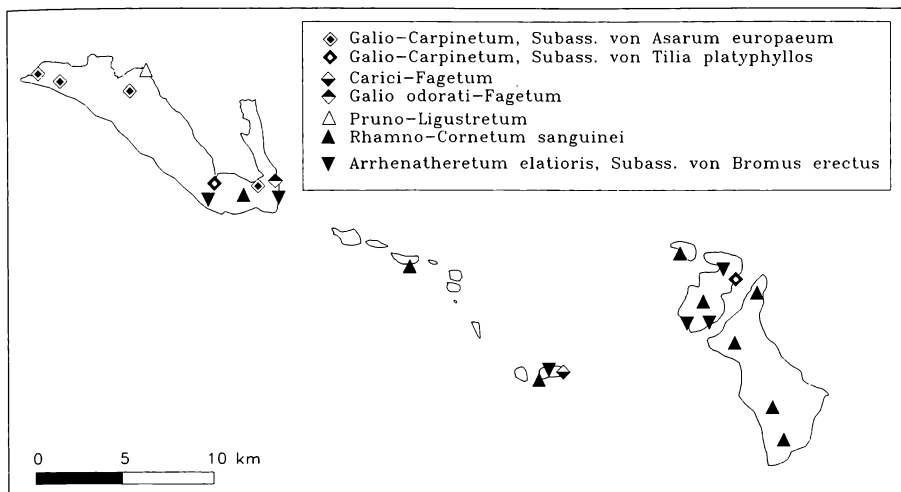 Galio-Carpinetum, Subass. von Asarum europaeum
Galio-Carpinetum, Subass. von Tilia platyphyllos
Carici-Fagetum
Galio odorati-Fagetum
Pruno-Ligustretum
Rhamno-Cornetum sanguinei
Arrhenatheretum elatioris, Subass. von Bromus erectus
0 5 10 km